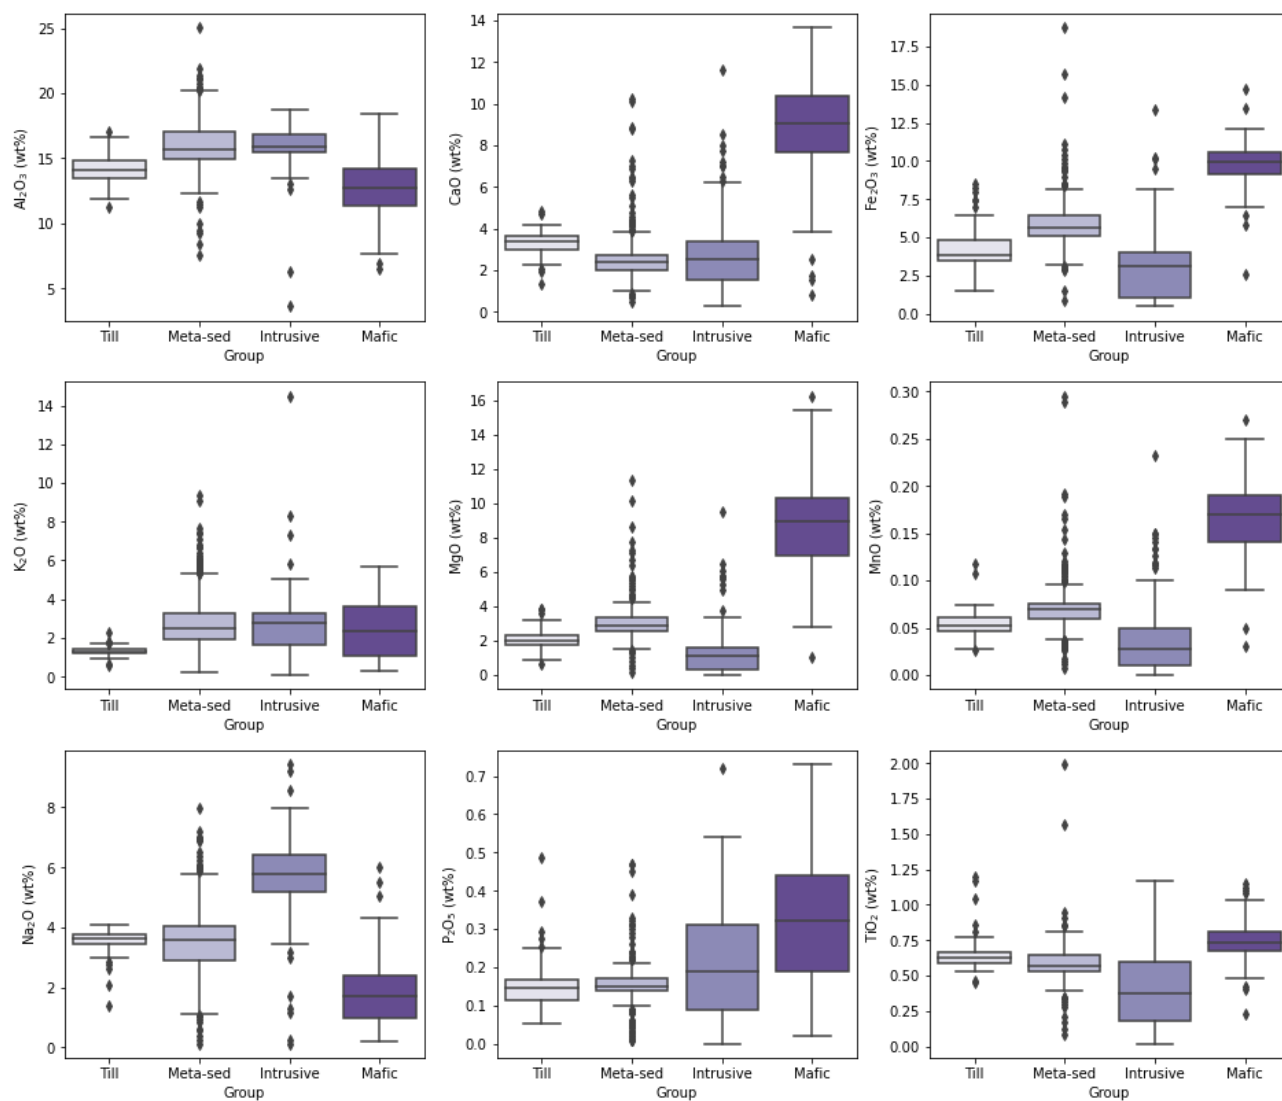 Al₂O₃ (wt%)
25
20
15
10
5
Till Meta-sed Intrusive Mafic
Group
CaO (wt%)
14
12
10
8
6
4
2
0
Till Meta-sed Intrusive Mafic
Group
Fe₂O₃ (wt%)
17.5
15.0
12.5
10.0
7.5
5.0
2.5
0.0
Till Meta-sed Intrusive Mafic
Group
K₂O (wt%)
14
12
10
8
6
4
2
0
Till Meta-sed Intrusive Mafic
Group
MgO (wt%)
16
14
12
10
8
6
4
2
0
Till Meta-sed Intrusive Mafic
Group
MnO (wt%)
0.30
0.25
0.20
0.15
0.10
0.05
0.00
Till Meta-sed Intrusive Mafic
Group
Na₂O (wt%)
8
6
4
2
0
Till Meta-sed Intrusive Mafic
Group
P₂O₅ (wt%)
0.7
0.6
0.5
0.4
0.3
0.2
0.1
0.0
Till Meta-sed Intrusive Mafic
Group
TiO₂ (wt%)
2.00
1.75
1.50
1.25
1.00
0.75
0.50
0.25
0.00
Till Meta-sed Intrusive Mafic
Group